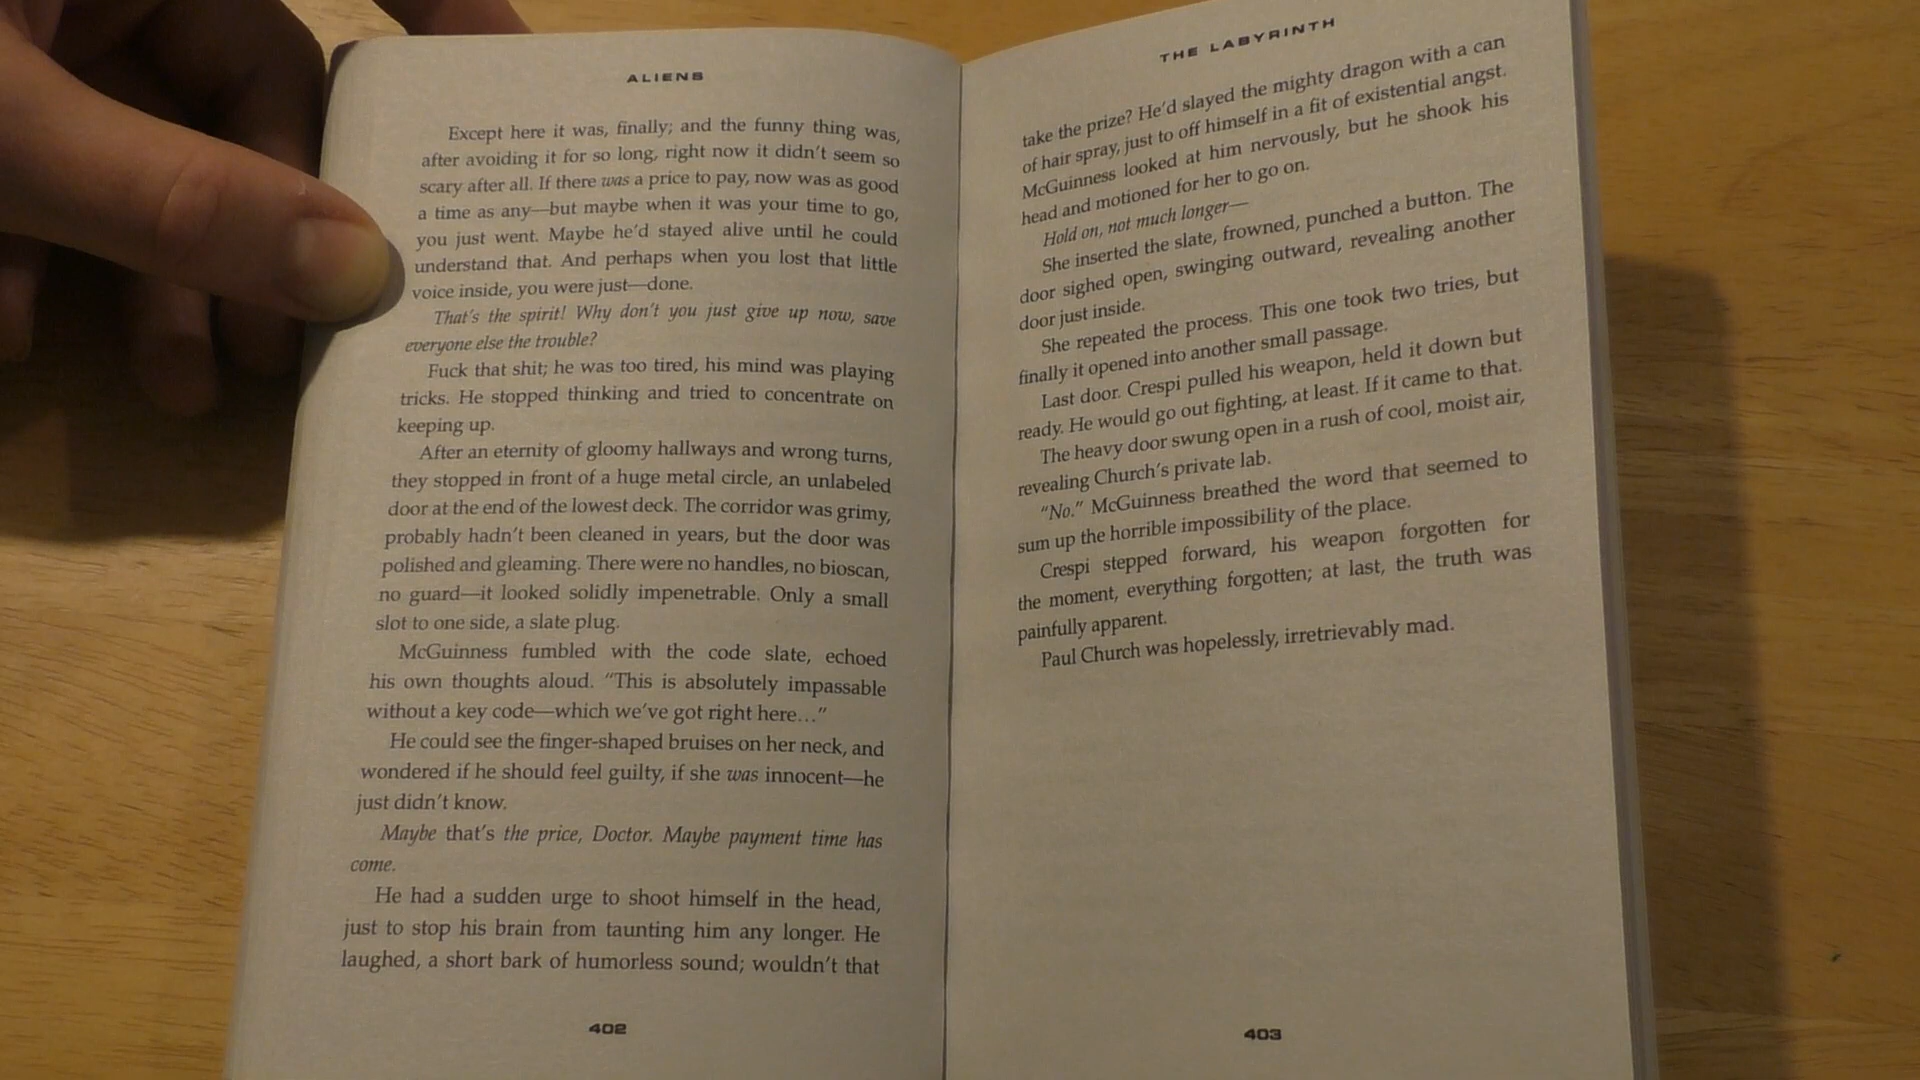 ALIENS
Except here it was, finally; and the funny thing was,
after avoiding it for so long, right now it didn't seem so
scary after all. If there was a price to pay, now was as good
a time as any—but maybe when it was your time to go,
you just went. Maybe he'd stayed alive until he could
understand that. And perhaps when you lost that little
voice inside, you were just—done.
That's the spirit! Why don't you just give up now, save
everyone else the trouble?
Fuck that shit; he was too tired, his mind was playing
tricks. He stopped thinking and tried to concentrate on
keeping up.
After an eternity of gloomy hallways and wrong turns,
they stopped in front of a huge metal circle, an unlabeled
door at the end of the lowest deck. The corridor was grimy,
probably hadn't been cleaned in years, but the door was
polished and gleaming. There were no handles, no bioscan,
no guard—it looked solidly impenetrable. Only a small
slot to one side, a slate plug.
McGuinness fumbled with the code slate, echoed
his own thoughts aloud. "This is absolutely impassable
without a key code—which we've got right here…"
He could see the finger-shaped bruises on her neck, and
wondered if he should feel guilty, if she was innocent—he
just didn't know.
Maybe that's the price, Doctor. Maybe payment time has
come.
He had a sudden urge to shoot himself in the head,
just to stop his brain from taunting him any longer. He
laughed, a short bark of humorless sound; wouldn't that
402
THE LABYRINTH
take the prize? He'd slayed the mighty dragon with a can
of hair spray, just to off himself in a fit of existential angst.
McGuinness looked at him nervously, but he shook his
head and motioned for her to go on.
Hold on, not much longer—
She inserted the slate, frowned, punched a button. The
door sighed open, swinging outward, revealing another
door just inside.
She repeated the process. This one took two tries, but
finally it opened into another small passage.
Last door. Crespi pulled his weapon, held it down but
ready. He would go out fighting, at least. If it came to that.
The heavy door swung open in a rush of cool, moist air,
revealing Church's private lab.
"No." McGuinness breathed the word that seemed to
sum up the horrible impossibility of the place.
Crespi stepped forward, his weapon forgotten for
the moment, everything forgotten; at last, the truth was
painfully apparent.
Paul Church was hopelessly, irretrievably mad.
403